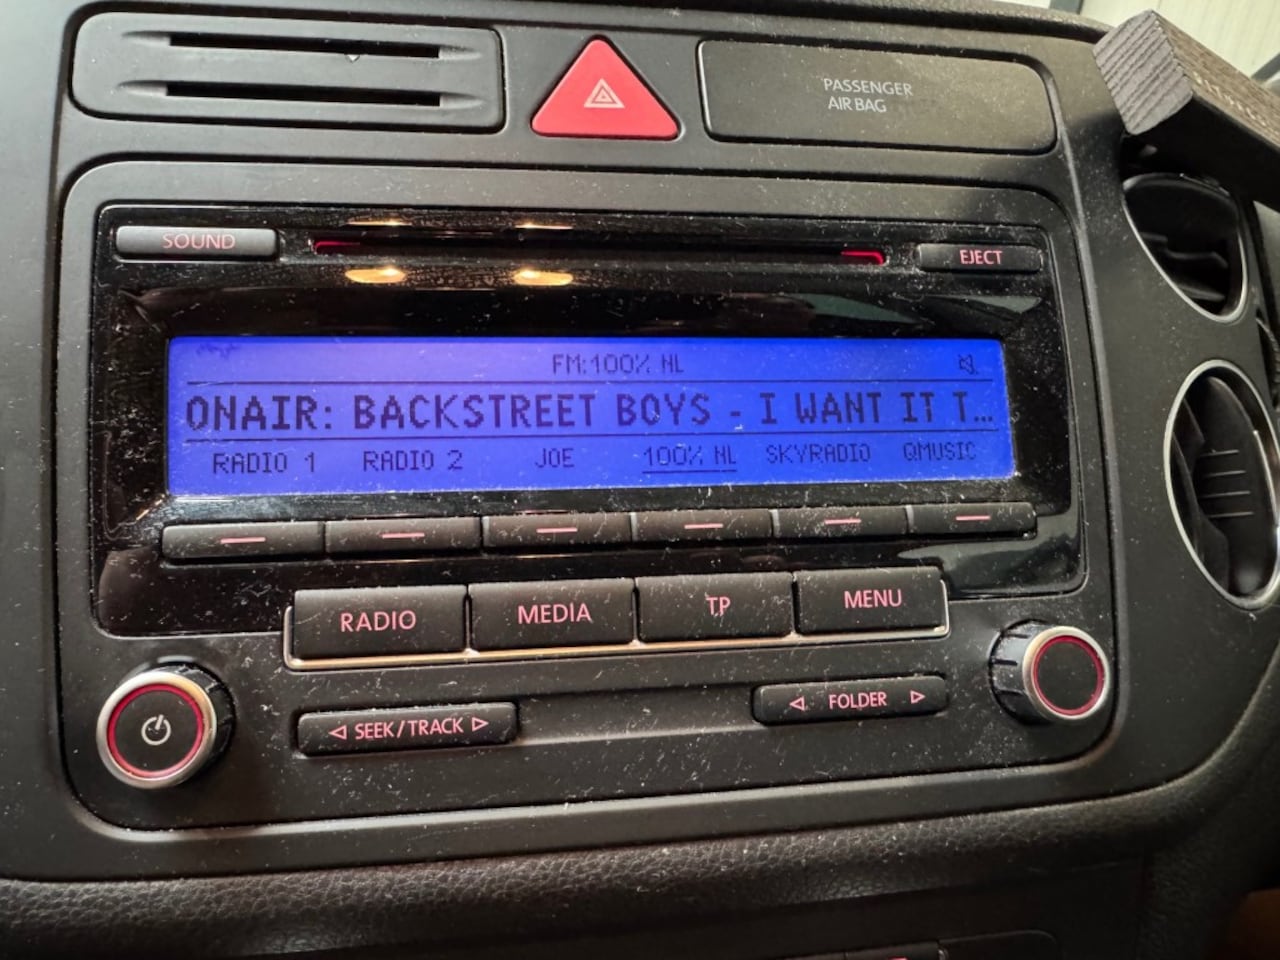 PASSENGER
AIR BAG
SOUND
EJECT
FM:100% NL
ONAIR: BACKSTREET BOYS - I WANT IT T...
RADIO 1 RADIO 2 JOE 100% NL SKYRADIO QMUSIC
RADIO MEDIA TP MENU
SEEK/TRACK FOLDER